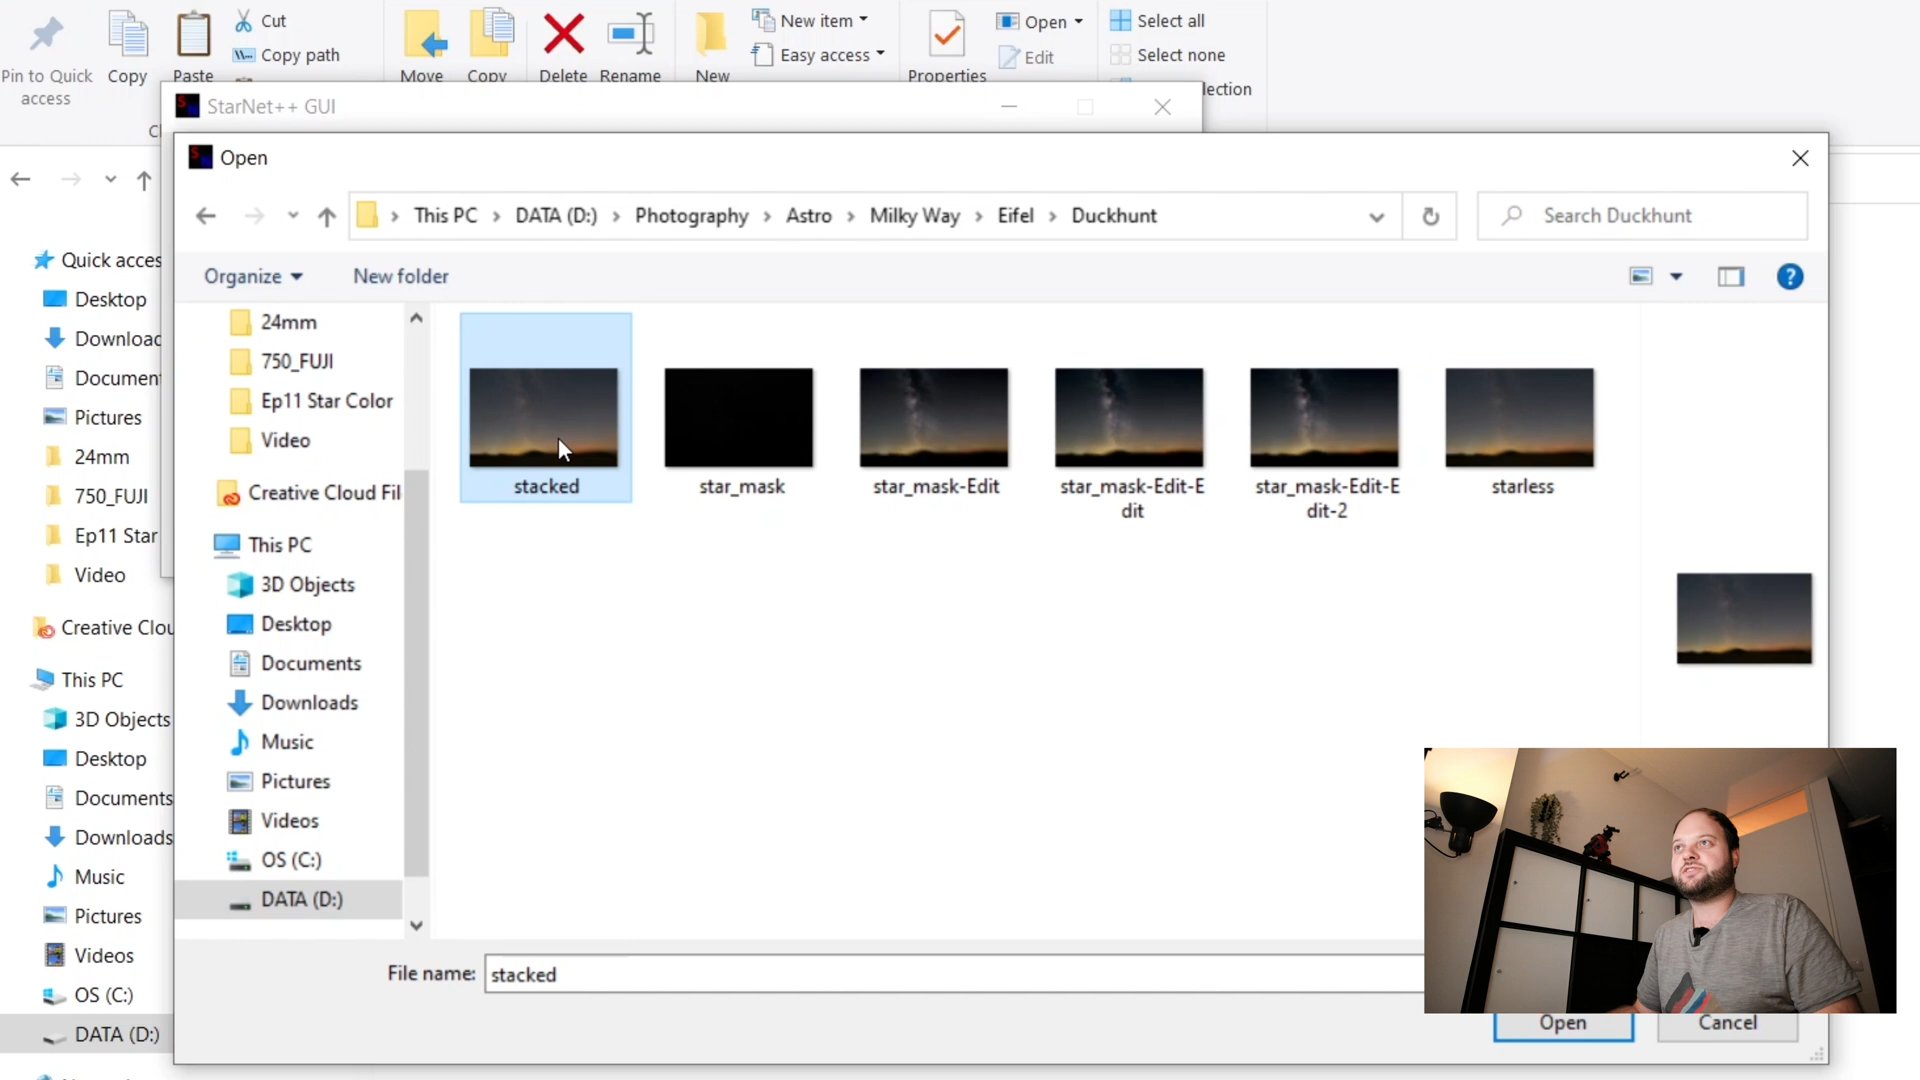 Pin to Quick
access
Copy
Paste
Cut
Copy path
Move
Copy
Delete
Rename
New
New item
Easy access
Properties
Open
Edit
Select all
Select none
StarNet++ GUI
Open
This PC > DATA (D:) > Photography > Astro > Milky Way > Eifel > Duckhunt
Search Duckhunt
Organize
New folder
Quick acces
Desktop
Downloac
Documen
Pictures
24mm
750_FUJI
Ep11 Star
Video
Creative Clou
This PC
3D Objects
Desktop
Documents
Downloads
Music
Pictures
Videos
OS (C:)
DATA (D:)
24mm
750_FUJI
Ep11 Star Color
Video
Creative Cloud Fil
This PC
3D Objects
Desktop
Documents
Downloads
Music
Pictures
Videos
OS (C:)
DATA (D:)
stacked
star_mask
star_mask-Edit
star_mask-Edit-E
dit
star_mask-Edit-E
dit-2
starless
File name: stacked
Open
Cancel